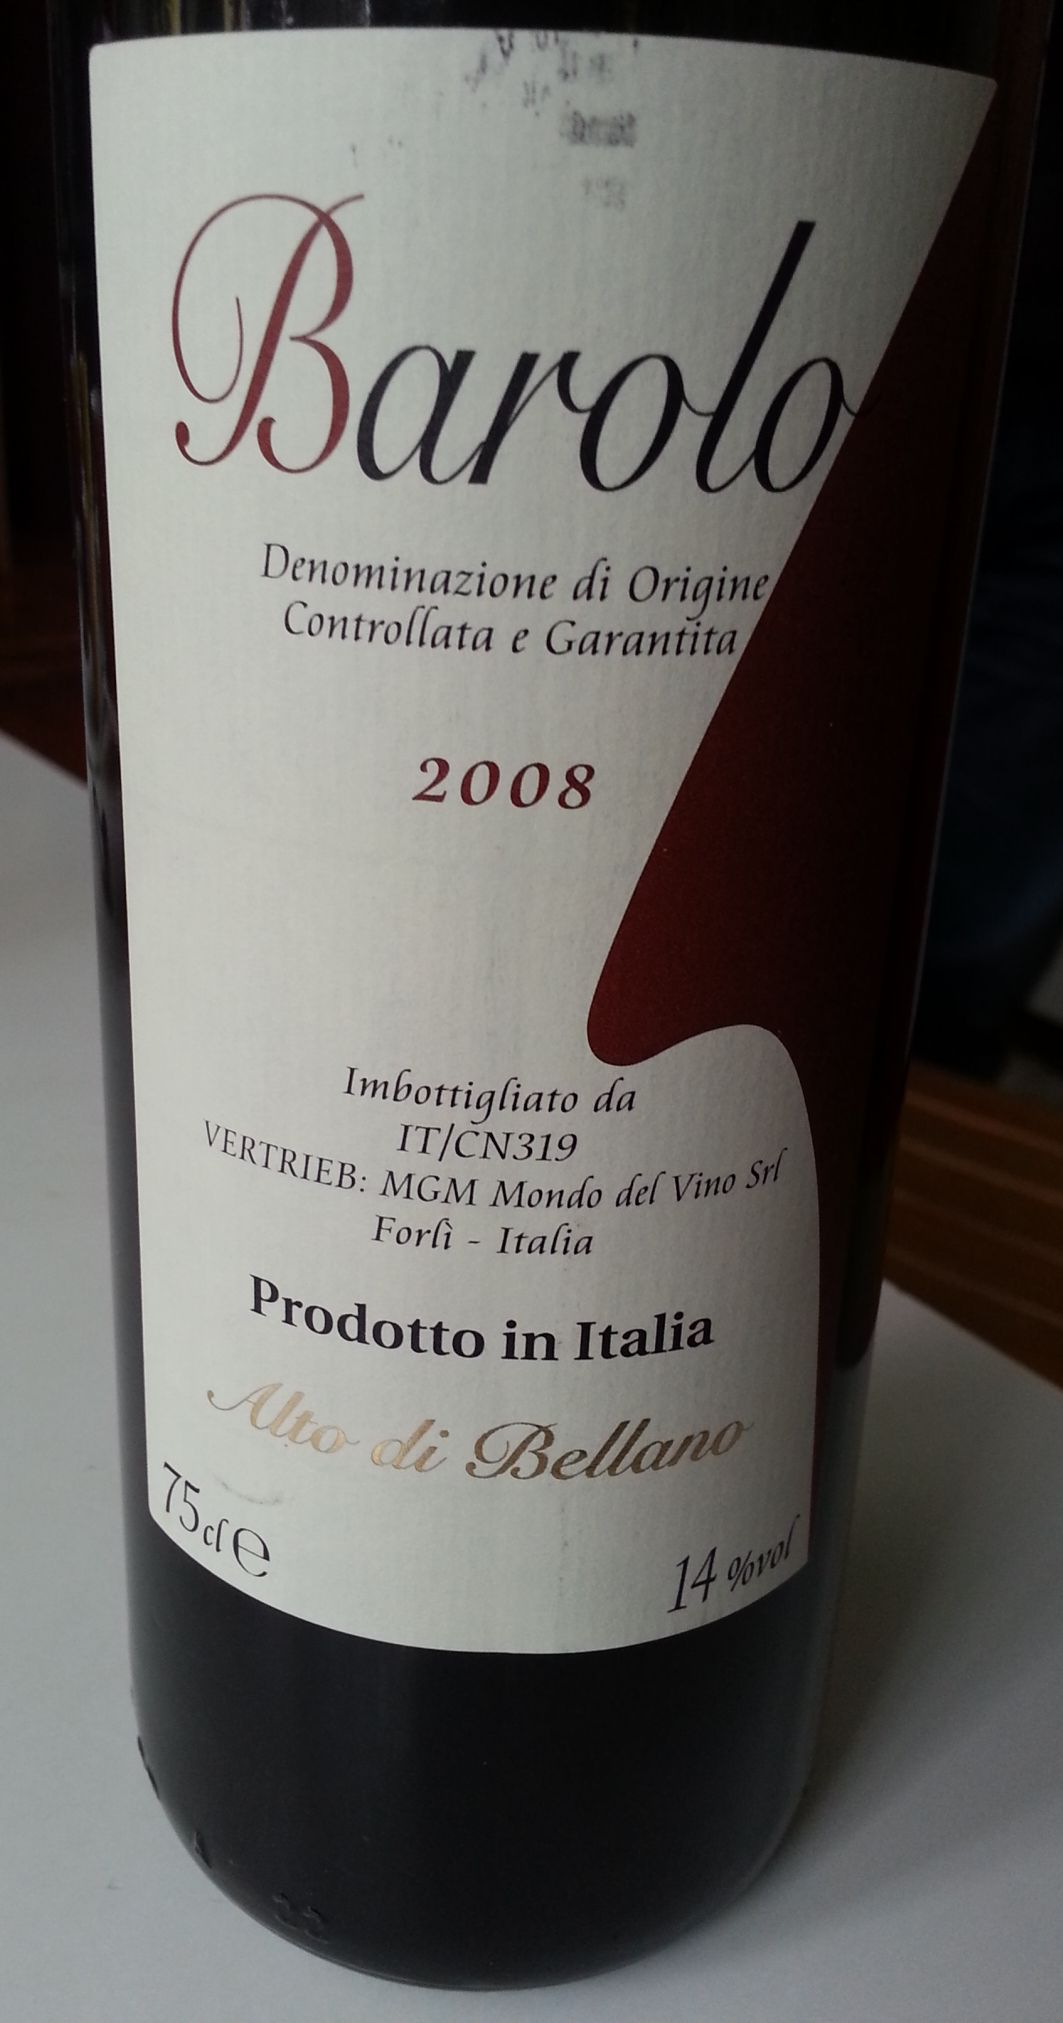 Barolo
Denominazione di Origine
Controllata e Garantita
2008
Imbottigliato da
IT/CN319
VERTRIEB: MGM Mondo del Vino Srl
Forlì - Italia
Prodotto in Italia
Alto di Bellano
75cl e
14 %vol